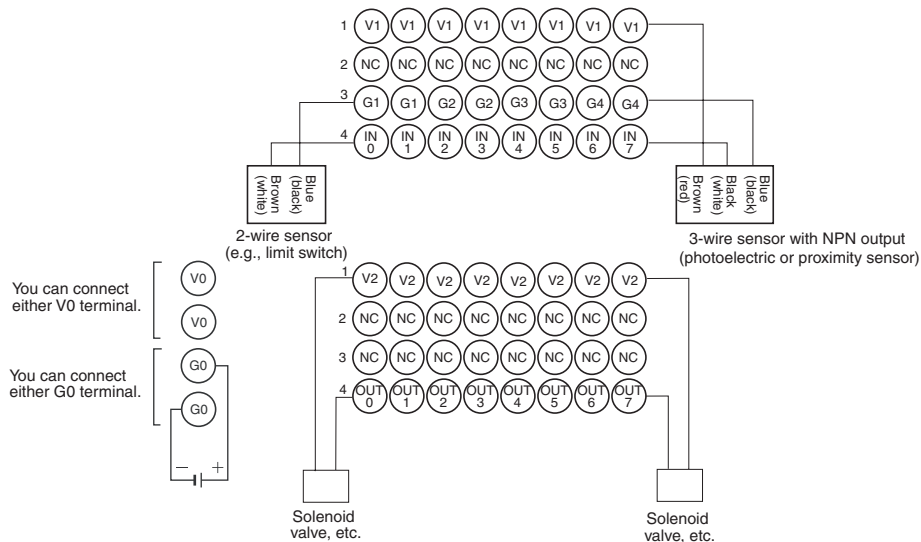 1 V1 V1 V1 V1 V1 V1 V1 V1
2 NC NC NC NC NC NC NC NC
3 G1 G1 G2 G2 G3 G3 G4 G4
4 IN 0 IN 1 IN 2 IN 3 IN 4 IN 5 IN 6 IN 7
Brown (white)
Blue (black)
2-wire sensor
(e.g., limit switch)
Brown (red)
Black (white)
Blue (black)
3-wire sensor with NPN output
(photoelectric or proximity sensor)
You can connect
either V0 terminal.
V0
V0
You can connect
either G0 terminal.
G0
G0
− +
1 V2 V2 V2 V2 V2 V2 V2 V2
2 NC NC NC NC NC NC NC NC
3 NC NC NC NC NC NC NC NC
4 OUT 0 OUT 1 OUT 2 OUT 3 OUT 4 OUT 5 OUT 6 OUT 7
Solenoid
valve, etc.
Solenoid
valve, etc.